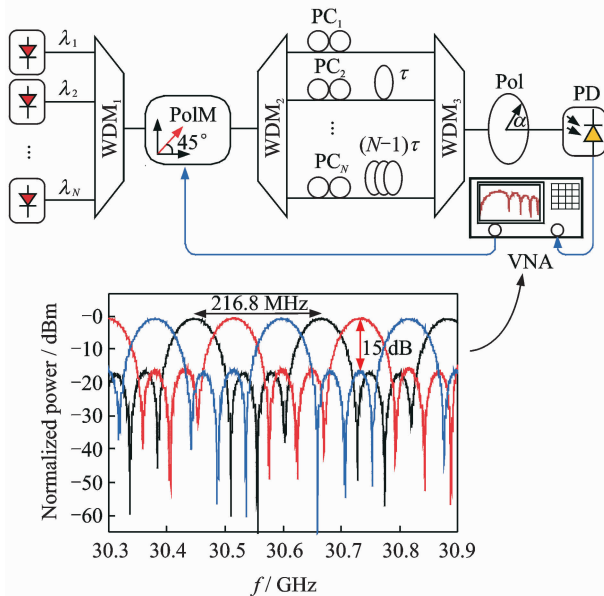 λ1
λ2
...
λN
WDM1
PolM
45°
WDM2
PC1
PC2
τ
...
PCN
(N−1)τ
WDM3
Pol
α
PD
VNA
216.8 MHz
15 dB
Normalized power / dBm
−0
−10
−20
−30
−40
−50
−60
30.3 30.4 30.5 30.6 30.7 30.8 30.9
f / GHz